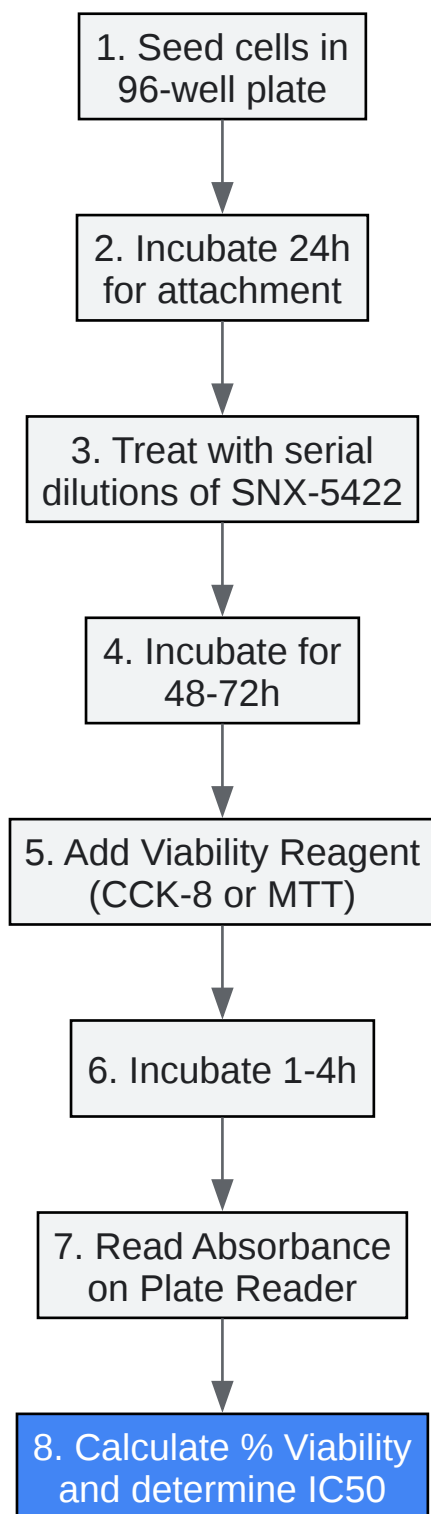 1. Seed cells in
96-well plate
2. Incubate 24h
for attachment
3. Treat with serial
dilutions of SNX-5422
4. Incubate for
48-72h
5. Add Viability Reagent
(CCK-8 or MTT)
6. Incubate 1-4h
7. Read Absorbance
on Plate Reader
8. Calculate % Viability
and determine IC50